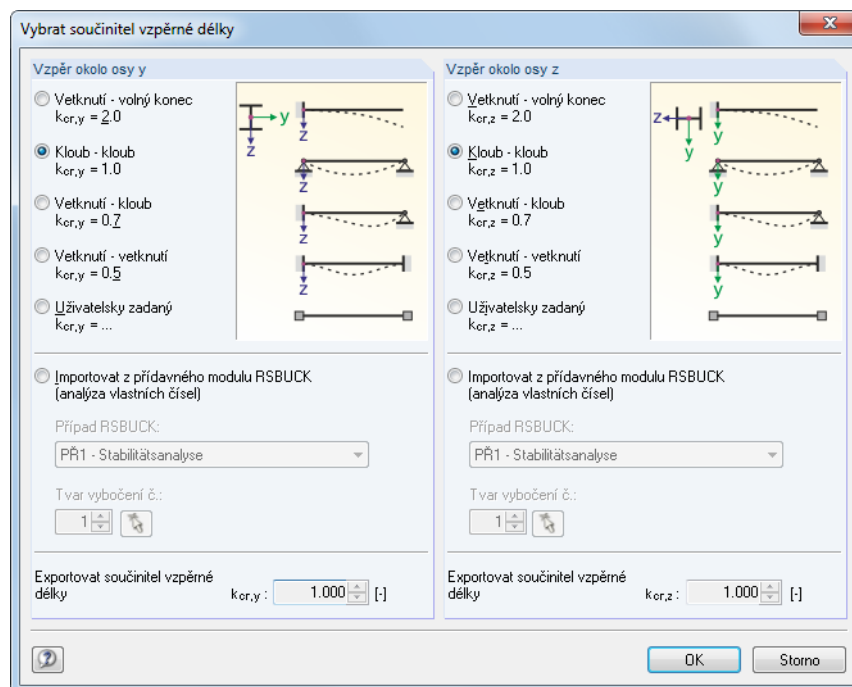 Vybrat součinitel vzpěrné délky
Vzpěr okolo osy y
Vetknutí - volný konec
kcr,y = 2.0
Kloub - kloub
kcr,y = 1.0
Vetknutí - kloub
kcr,y = 0.7
Vetknutí - vetknutí
kcr,y = 0.5
Uživatelsky zadaný
kcr,y = ...
y
z
z
z
z
z
Importovat z přídavného modulu RSBUCK
(analýza vlastních čísel)
Případ RSBUCK:
PŘ1 - Stabilitätsanalyse
Tvar vybočení č.:
1
Exportovat součinitel vzpěrné
délky
kcr,y :
1.000
[-]
Vzpěr okolo osy z
Vetknutí - volný konec
kcr,z = 2.0
Kloub - kloub
kcr,z = 1.0
Vetknutí - kloub
kcr,z = 0.7
Vetknutí - vetknutí
kcr,z = 0.5
Uživatelsky zadaný
kcr,z = ...
z
y
y
y
y
y
Importovat z přídavného modulu RSBUCK
(analýza vlastních čísel)
Případ RSBUCK:
PŘ1 - Stabilitätsanalyse
Tvar vybočení č.:
1
Exportovat součinitel vzpěrné
délky
kcr,z :
1.000
[-]
OK
Storno